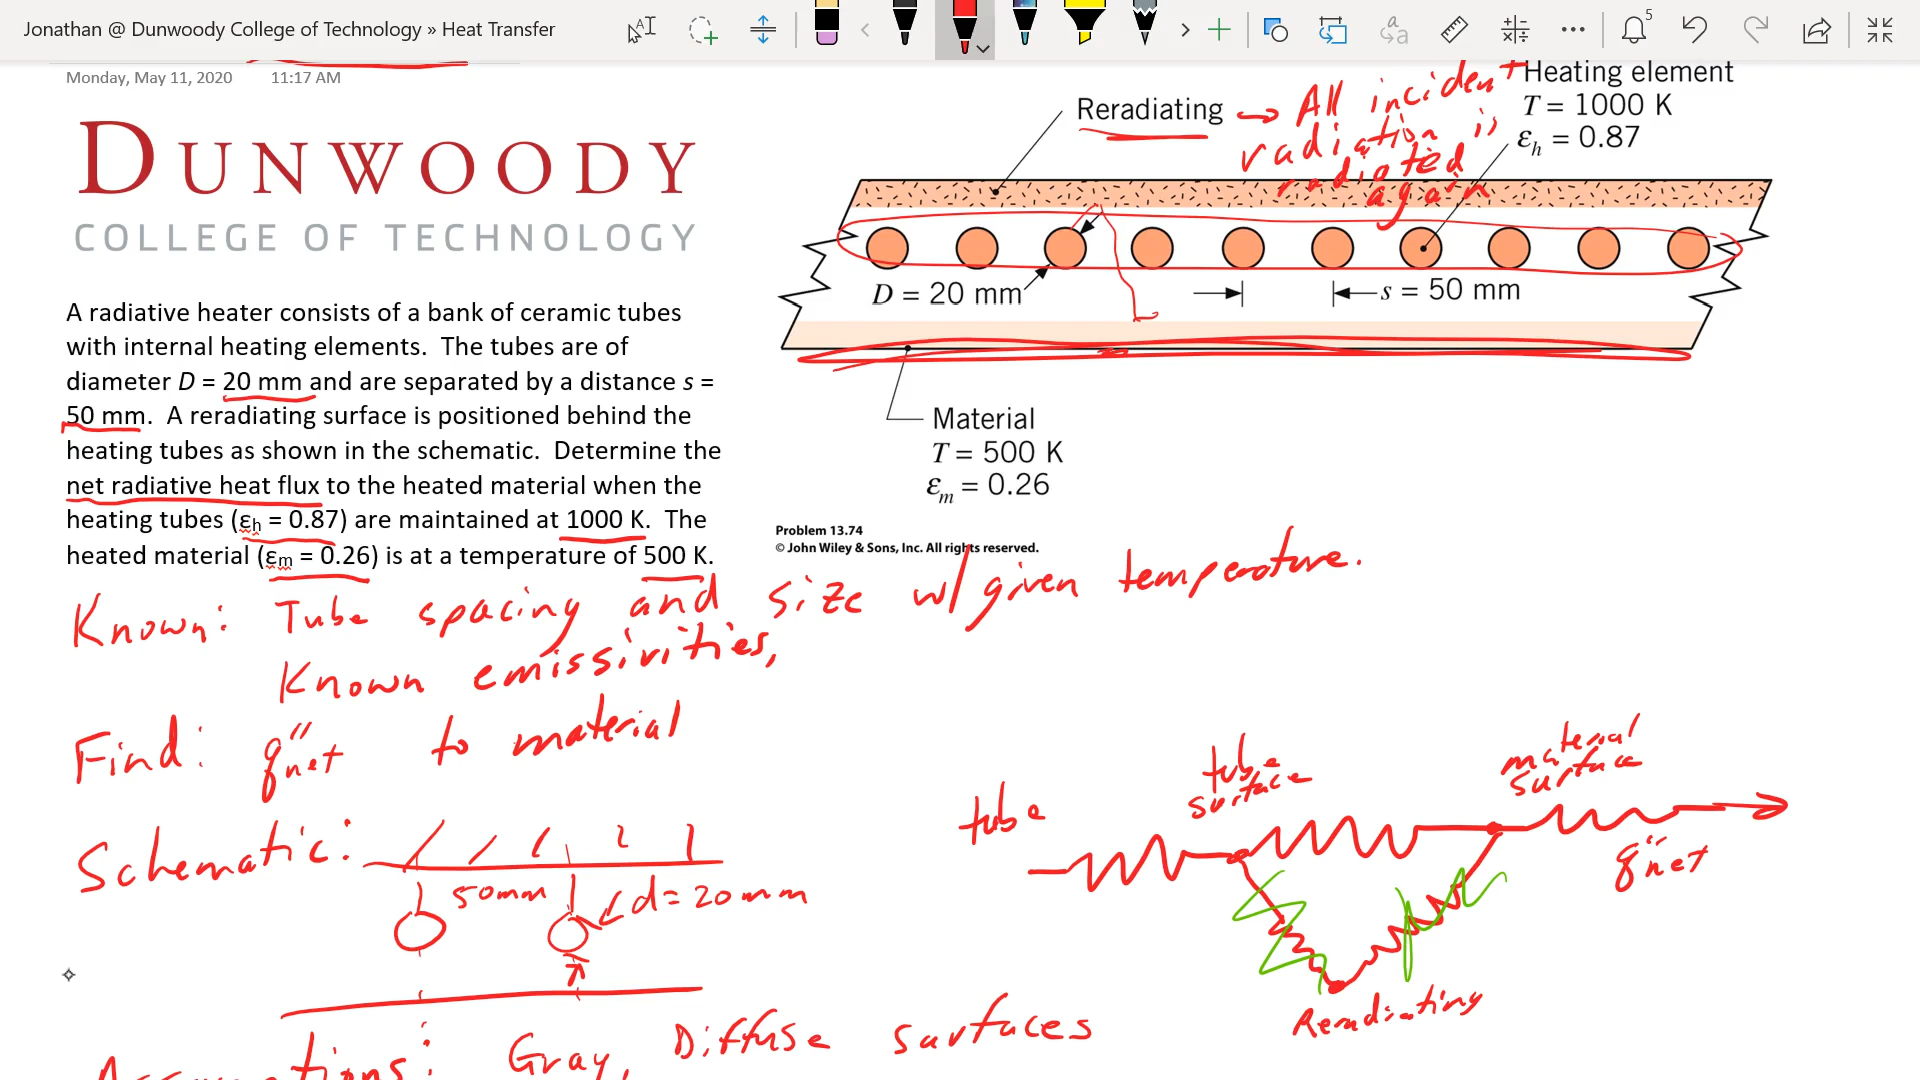 Jonathan @ Dunwoody College of Technology » Heat Transfer
5
Monday, May 11, 2020 11:17 AM
DUNWOODY
COLLEGE OF TECHNOLOGY
A radiative heater consists of a bank of ceramic tubes
with internal heating elements. The tubes are of
diameter D = 20 mm and are separated by a distance s =
50 mm. A reradiating surface is positioned behind the
heating tubes as shown in the schematic. Determine the
net radiative heat flux to the heated material when the
heating tubes (εh = 0.87) are maintained at 1000 K. The
heated material (εm = 0.26) is at a temperature of 500 K.
Reradiating → All incident
radiation is
radiated
again
Heating element
T = 1000 K
εh = 0.87
D = 20 mm
s = 50 mm
Material
T = 500 K
εm = 0.26
Problem 13.74
© John Wiley & Sons, Inc. All rights reserved.
Known: Tube spacing and size w/ given temperature.
Known emissivities,
Find: q"net to material
Schematic:
50mm
d = 20mm
tube
tube
surface
material
surface
q"net
Reradiating
Assumptions: Gray, Diffuse surfaces